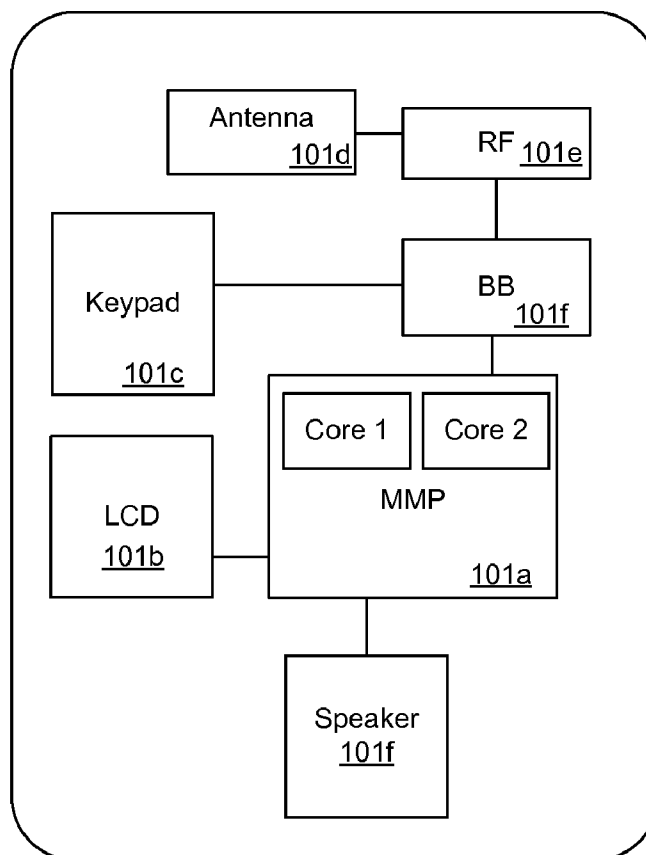 Antenna
101d
RF 101e
Keypad
101c
BB
101f
Core 1
Core 2
MMP
101a
LCD
101b
Speaker
101f